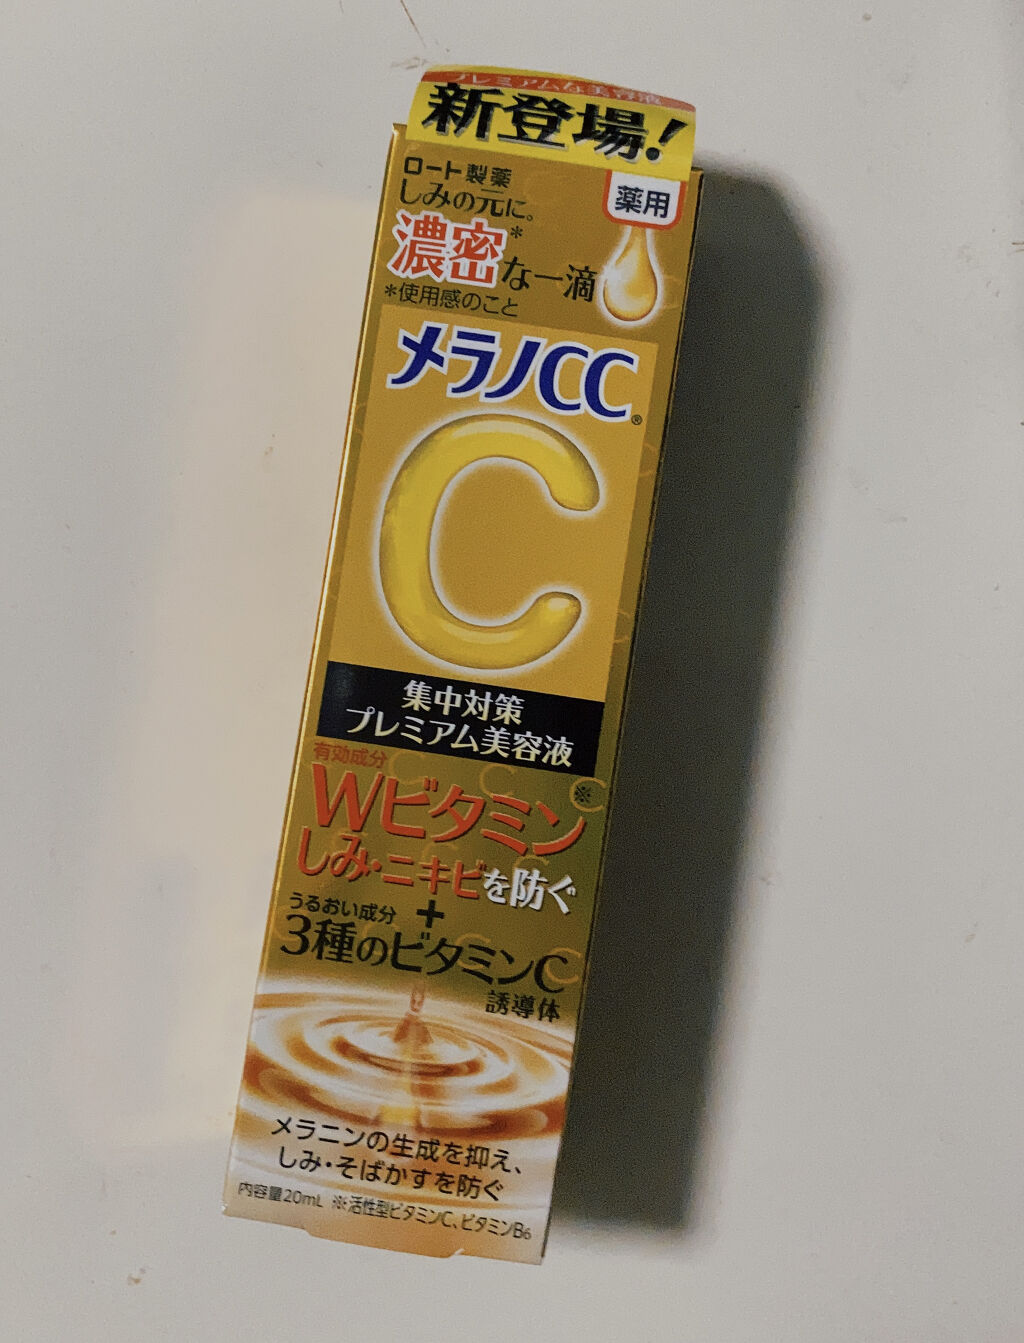 プレミアムな美容液
新登場!
ロート製薬
薬用
しみの元に。
濃密*な一滴
*使用感のこと
メラノCC®
C
集中対策
プレミアム美容液
有効成分
Wビタミン※
しみ・ニキビを防ぐ
+
うるおい成分
3種のビタミンC
誘導体
メラニンの生成を抑え、
しみ・そばかすを防ぐ
内容量20mL ※活性型ビタミンC、ビタミンB6